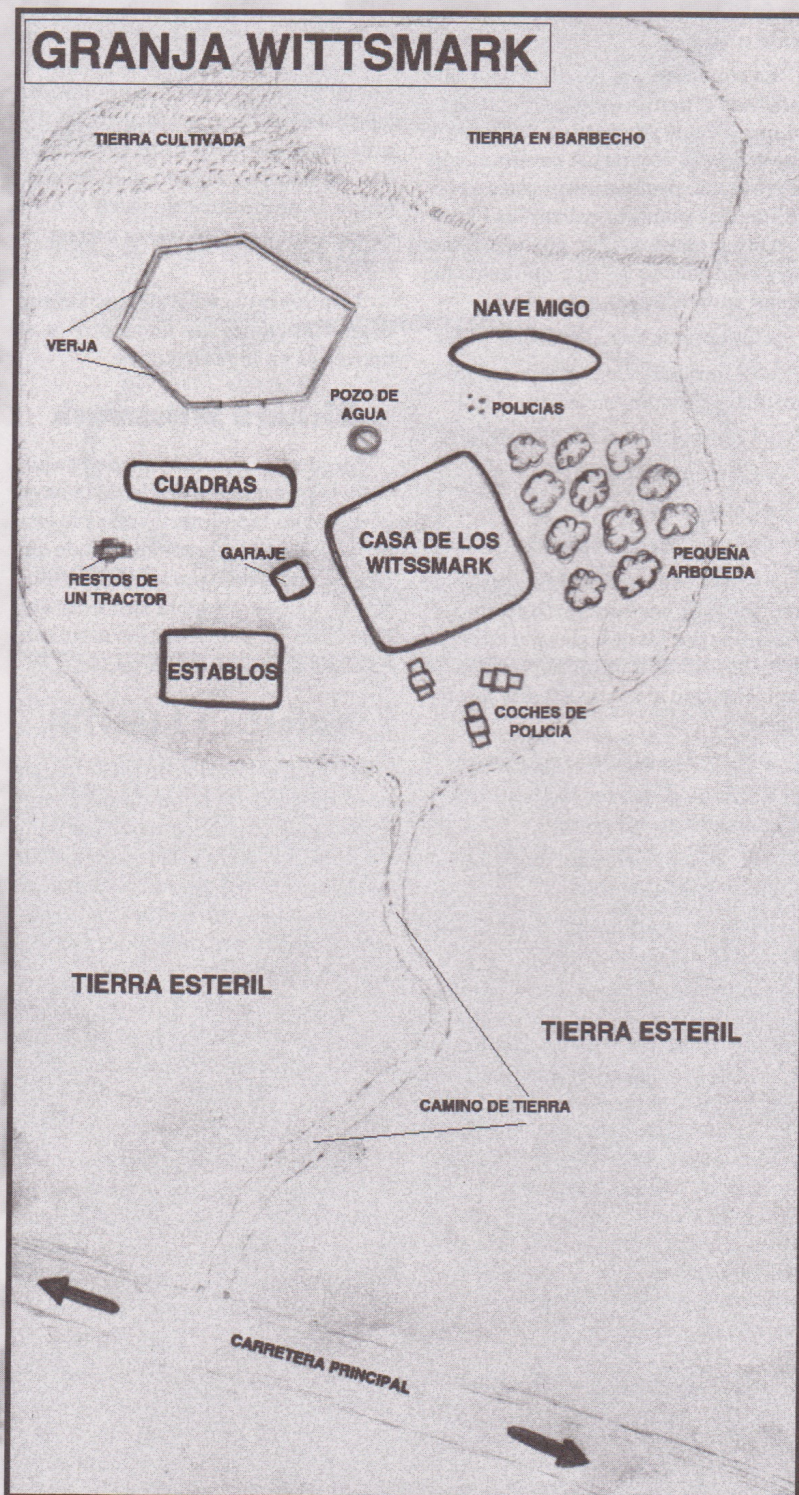 GRANJA WITTSMARK
TIERRA CULTIVADA
TIERRA EN BARBECHO
NAVE MIGO
VERJA
POZO DE
AGUA
POLICIAS
CUADRAS
CASA DE LOS
WITSSMARK
GARAJE
PEQUEÑA
ARBOLEDA
RESTOS DE
UN TRACTOR
ESTABLOS
COCHES DE
POLICIA
TIERRA ESTERIL
TIERRA ESTERIL
CAMINO DE TIERRA
CARRETERA PRINCIPAL